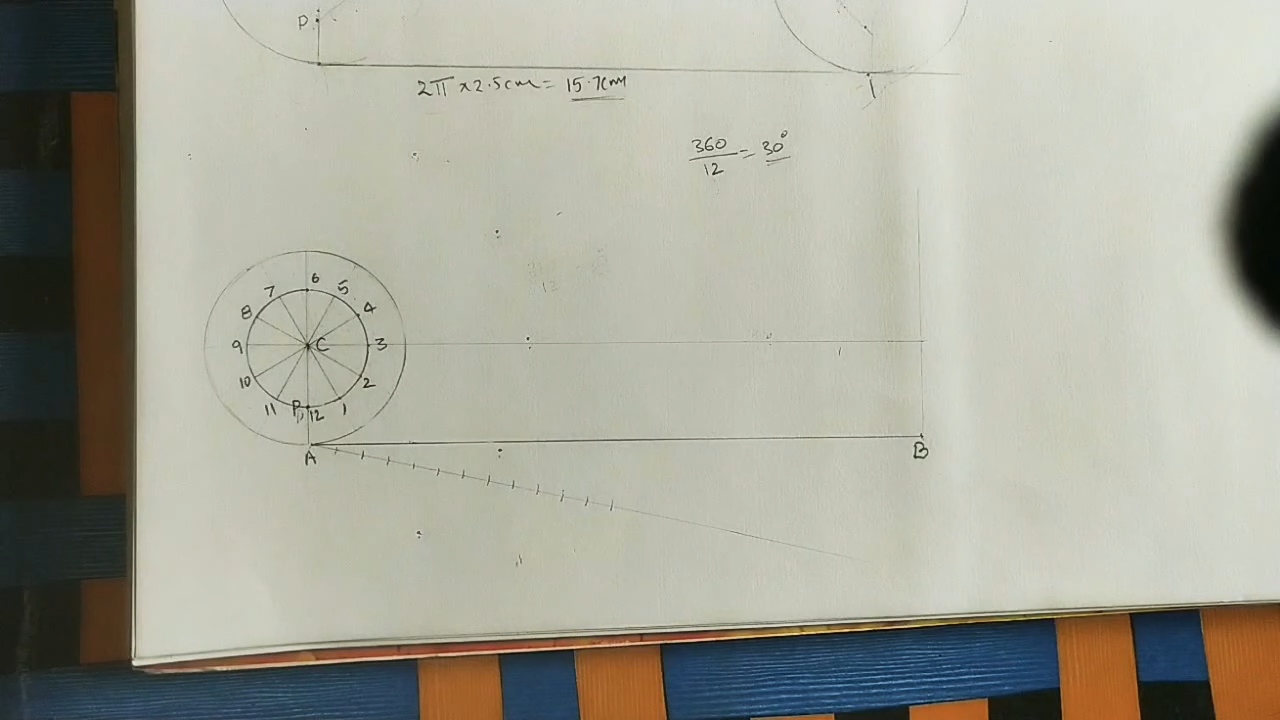 P
2π×2.5cm = 15.7cm
1
360/12 = 30°
6
7 5
8 4
9 C 3
10 2
11 P 12 1
A B